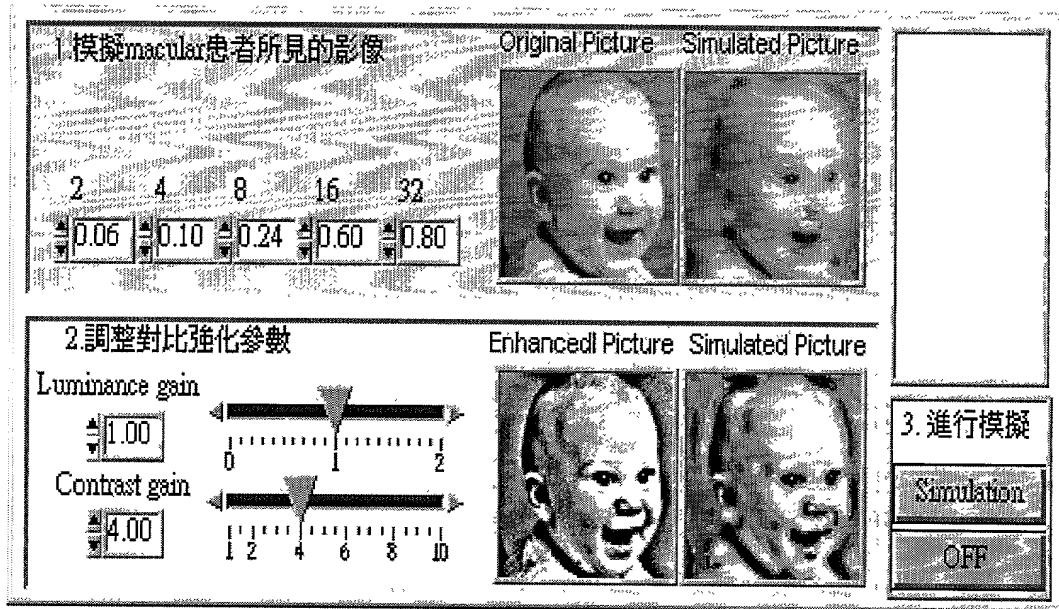 1.模擬macular患者所見的影像
Original Picture Simulated Picture
2 4 8 16 32
0.06 0.10 0.24 0.60 0.80
2.調整對比強化參數
Enhancedl Picture Simulated Picture
Luminance gain
1.00
0 1 2
Contrast gain
4.00
1 2 4 6 8 10
3. 進行模擬
Simulation
OFF